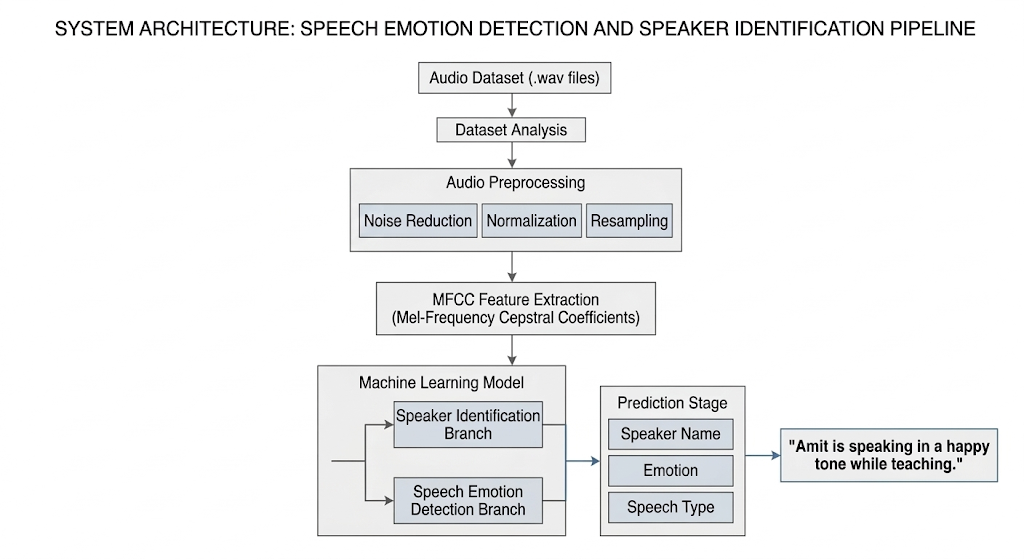 SYSTEM ARCHITECTURE: SPEECH EMOTION DETECTION AND SPEAKER IDENTIFICATION PIPELINE
Audio Dataset (.wav files)
Dataset Analysis
Audio Preprocessing
Noise Reduction
Normalization
Resampling
MFCC Feature Extraction
(Mel-Frequency Cepstral Coefficients)
Machine Learning Model
Speaker Identification
Branch
Speech Emotion
Detection Branch
Prediction Stage
Speaker Name
Emotion
Speech Type
"Amit is speaking in a happy
tone while teaching."